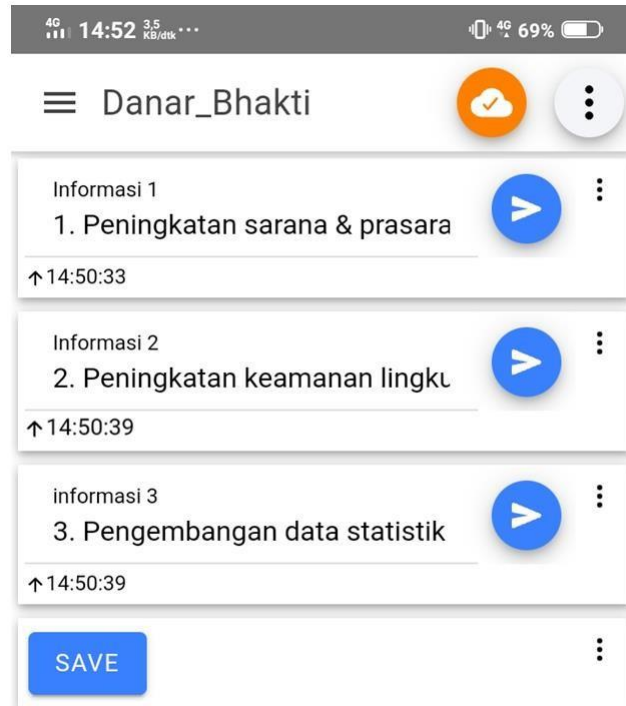 4G 14:52 3,5 KB/dtk ··· 4G 69%
Danar_Bhakti
Informasi 1
1. Peningkatan sarana & prasara
↑14:50:33
Informasi 2
2. Peningkatan keamanan lingku
↑14:50:39
informasi 3
3. Pengembangan data statistik
↑14:50:39
SAVE